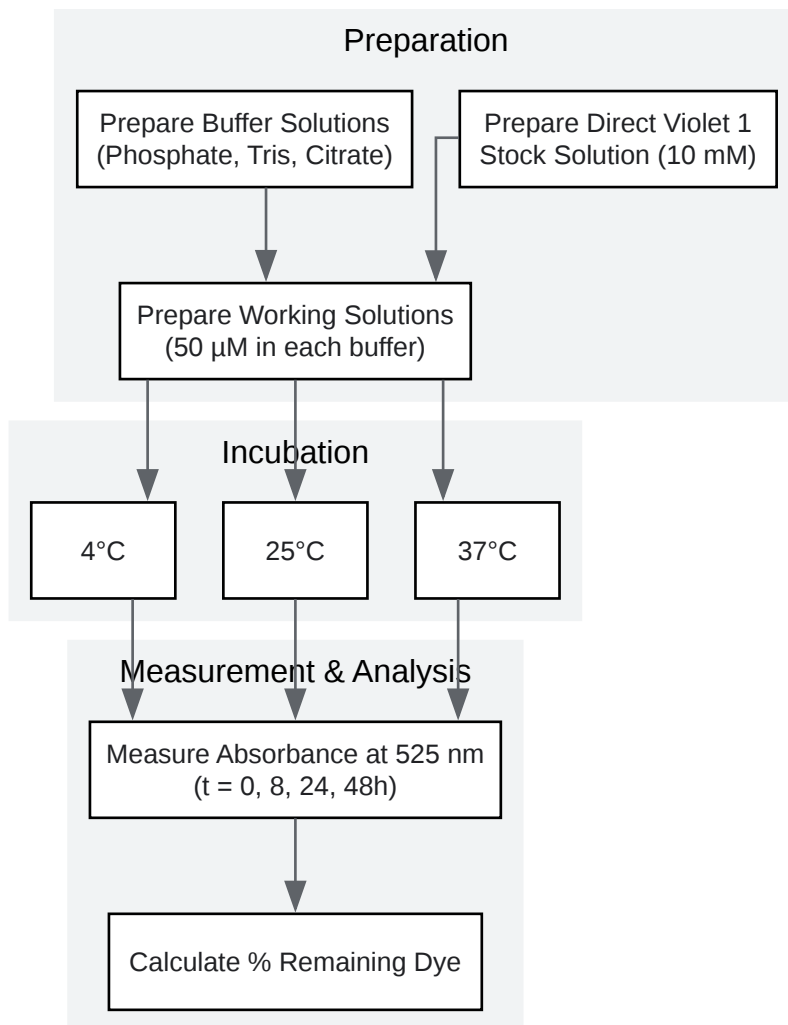 Preparation
Prepare Buffer Solutions
(Phosphate, Tris, Citrate)
Prepare Direct Violet 1
Stock Solution (10 mM)
Prepare Working Solutions
(50 µM in each buffer)
Incubation
4°C
25°C
37°C
Measurement & Analysis
Measure Absorbance at 525 nm
(t = 0, 8, 24, 48h)
Calculate % Remaining Dye